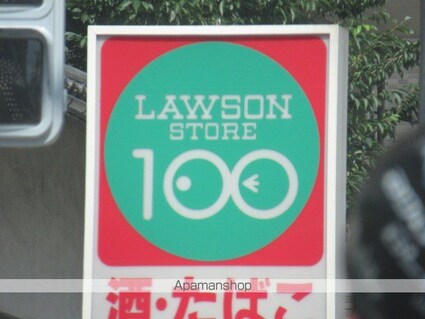 LAWSON
STORE
100
酒・たばこ
Apamanshop